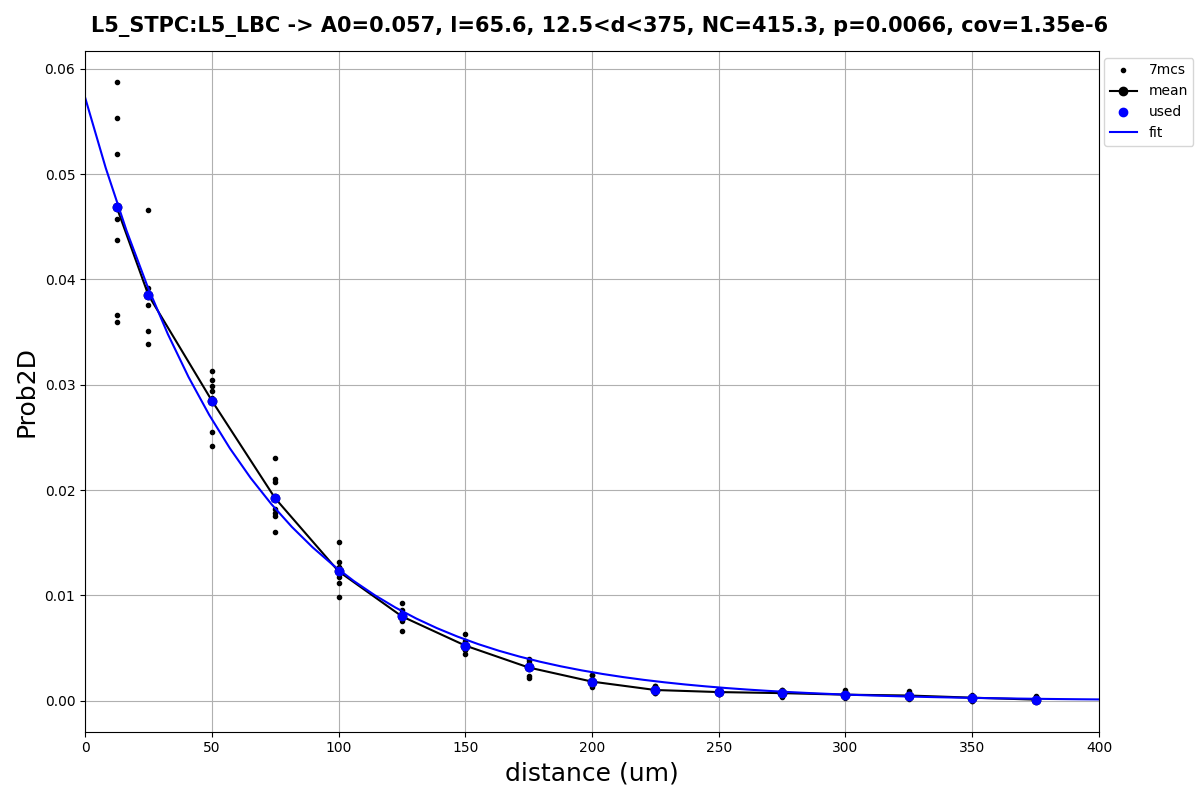 L5_STPC:L5_LBC -> A0=0.057, l=65.6, 12.5<d<375, NC=415.3, p=0.0066, cov=1.35e-6
0.06
0.05
0.04
0.03
0.02
0.01
0.00
Prob2D
0 50 100 150 200 250 300 350 400
distance (um)
7mcs
mean
used
fit